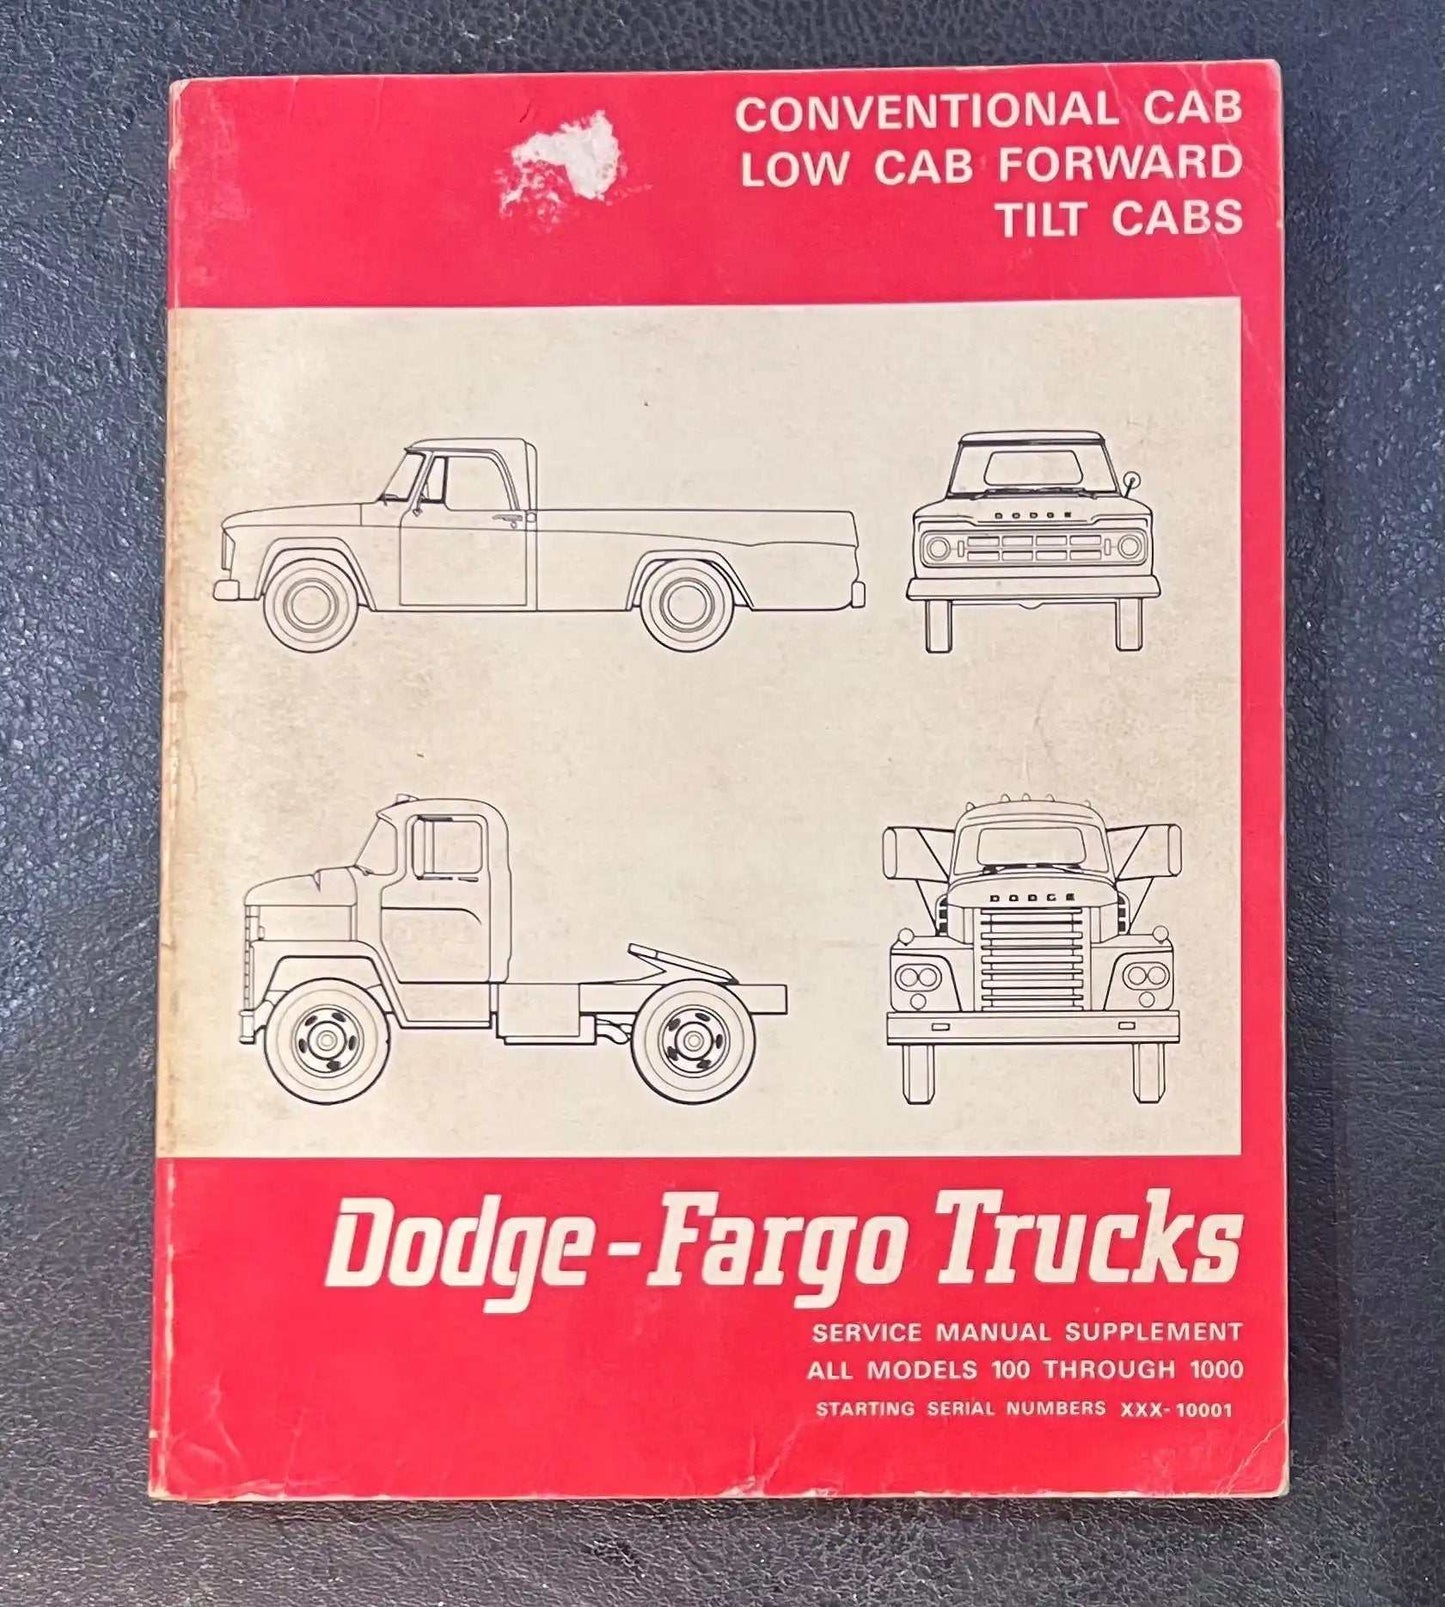 CONVENTIONAL CAB
LOW CAB FORWARD
TILT CABS
DODGE
DODGE
Dodge-Fargo Trucks
SERVICE MANUAL SUPPLEMENT
ALL MODELS 100 THROUGH 1000
STARTING SERIAL NUMBERS XXX-10001